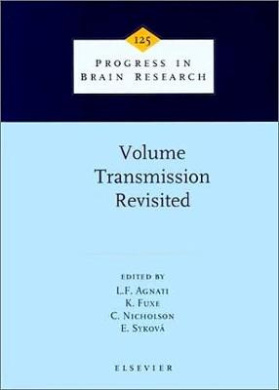 125
PROGRESS IN
BRAIN RESEARCH
Volume
Transmission
Revisited
EDITED BY
L.F. AGNATI
K. FUXE
C. NICHOLSON
E. SYKOVÁ
ELSEVIER